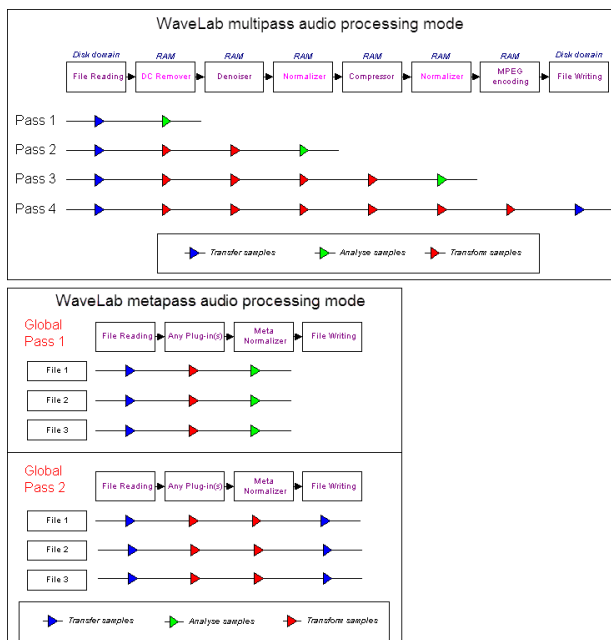 WaveLab multipass audio processing mode
Disk domain RAM RAM RAM RAM RAM RAM Disk domain
File Reading DC Remover Denoiser Normalizer Compressor Normalizer MPEG encoding File Writing
Pass 1
Pass 2
Pass 3
Pass 4
Transfer samples Analyse samples Transform samples
WaveLab metapass audio processing mode
Global Pass 1
File Reading Any Plug-in(s) Meta Normalizer File Writing
File 1
File 2
File 3
Global Pass 2
File Reading Any Plug-in(s) Meta Normalizer File Writing
File 1
File 2
File 3
Transfer samples Analyse samples Transform samples